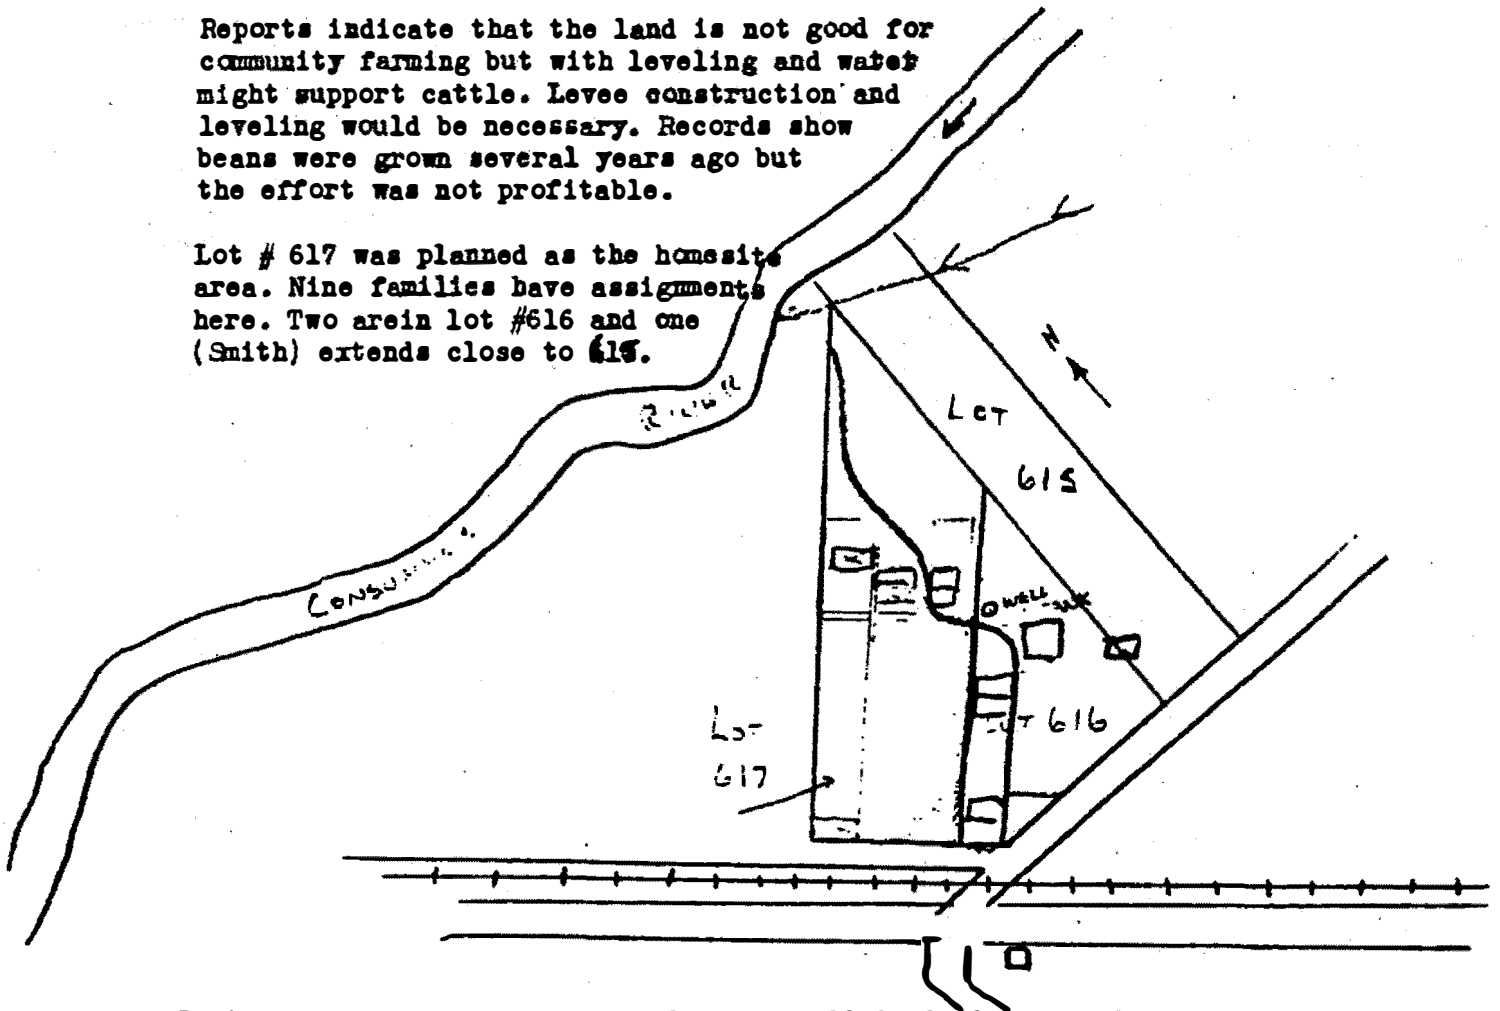 Reports indicate that the land is not good for
community farming but with leveling and water
might support cattle. Levee construction and
leveling would be necessary. Records show
beans were grown several years ago but
the effort was not profitable.
Lot # 617 was planned as the homesite
area. Nine families have assignments
here. Two arein lot #616 and one
(Smith) extends close to 615.
RIVER
N
LOT
615
WELL
LOT 616
LOT
617